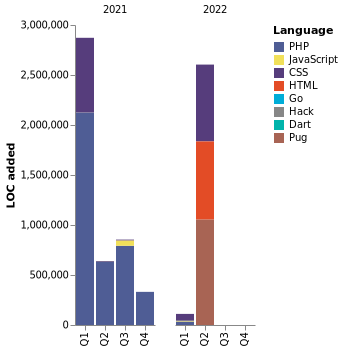 2021
2022
LOC added
3,000,000
2,500,000
2,000,000
1,500,000
1,000,000
500,000
0
Q1
Q2
Q3
Q4
Q1
Q2
Q3
Q4
Language
PHP
JavaScript
CSS
HTML
Go
Hack
Dart
Pug